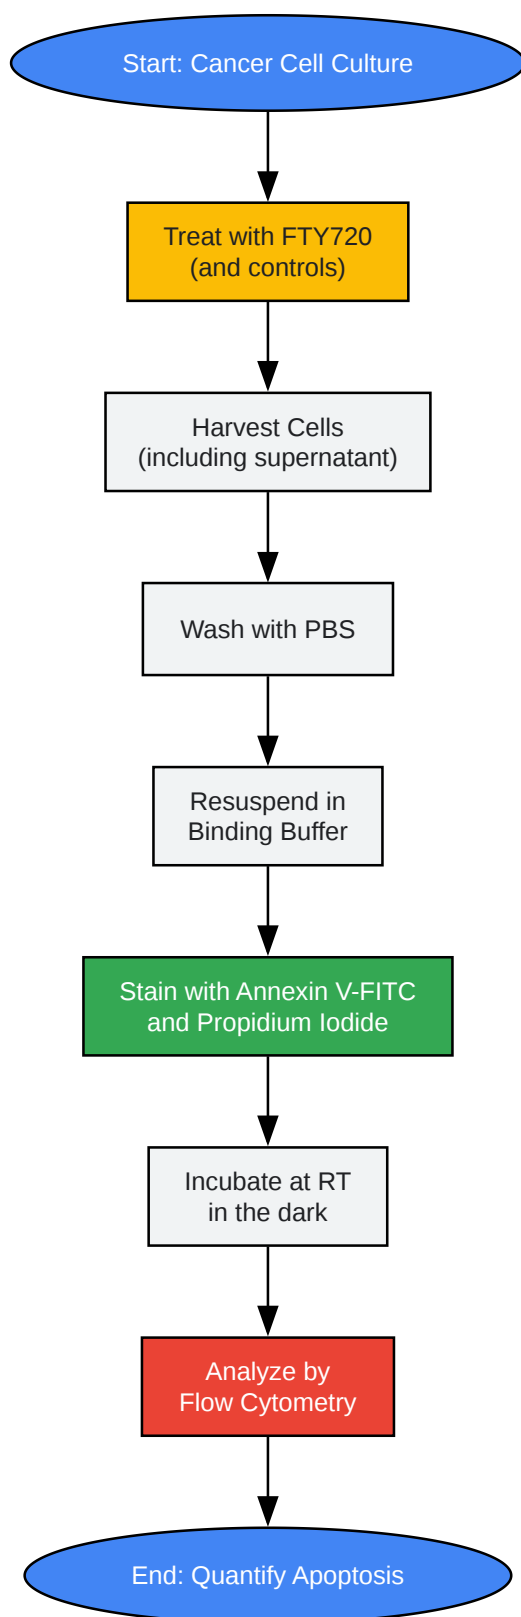 Start: Cancer Cell Culture
Treat with FTY720
(and controls)
Harvest Cells
(including supernatant)
Wash with PBS
Resuspend in
Binding Buffer
Stain with Annexin V-FITC
and Propidium Iodide
Incubate at RT
in the dark
Analyze by
Flow Cytometry
End: Quantify Apoptosis